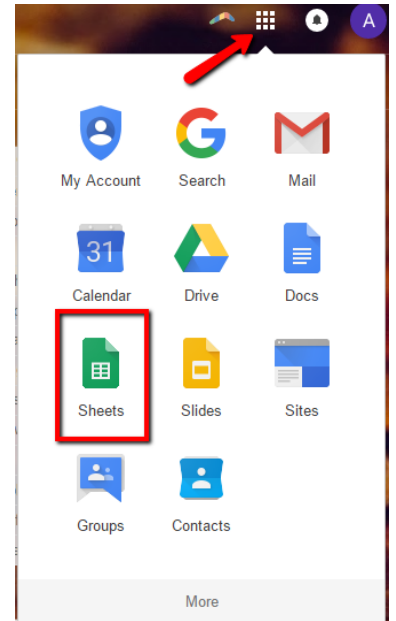 A
My Account Search Mail
31
Calendar Drive Docs
Sheets Slides Sites
Groups Contacts
More